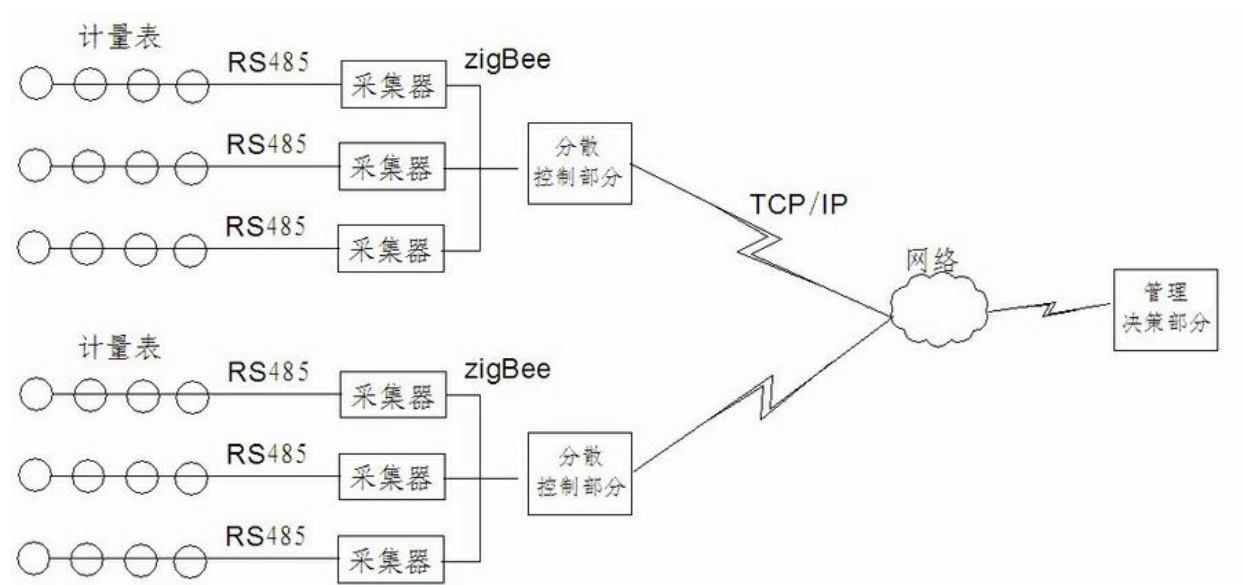 计量表
RS485
采集器
zigBee
RS485
采集器
RS485
采集器
分散
控制部分
TCP/IP
网络
管理
决策部分
计量表
RS485
采集器
zigBee
RS485
采集器
RS485
采集器
分散
控制部分